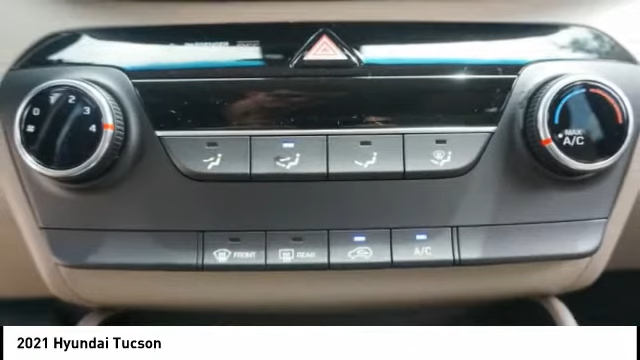 0 1 2 3 4
MAX
A/C
FRONT
REAR
A/C
2021 Hyundai Tucson